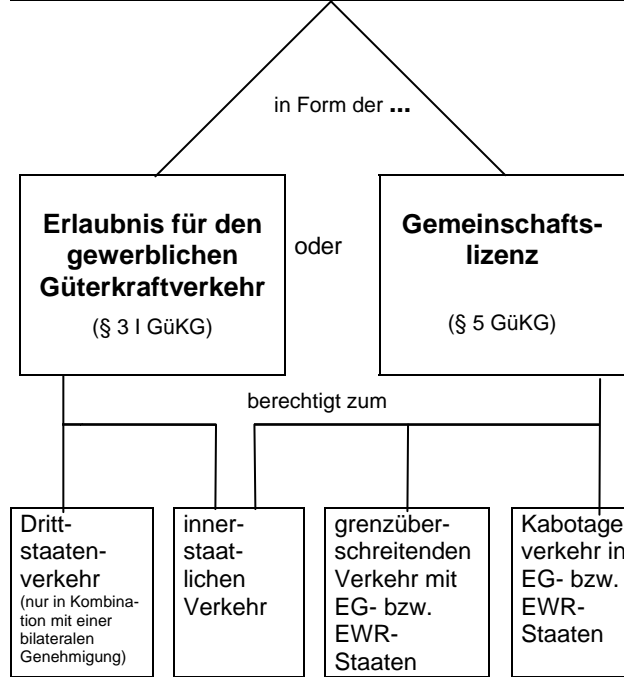 in Form der ...
Erlaubnis für den
gewerblichen
Güterkraftverkehr
(§ 3 I GüKG)
oder
Gemeinschafts-
lizenz
(§ 5 GüKG)
berechtigt zum
Dritt-
staaten-
verkehr
(nur in Kombina-
tion mit einer
bilateralen
Genehmigung)
inner-
staat-
lichen
Verkehr
grenzüber-
schreitenden
Verkehr mit
EG- bzw.
EWR-
Staaten
Kabotage
verkehr in
EG- bzw.
EWR-
Staaten